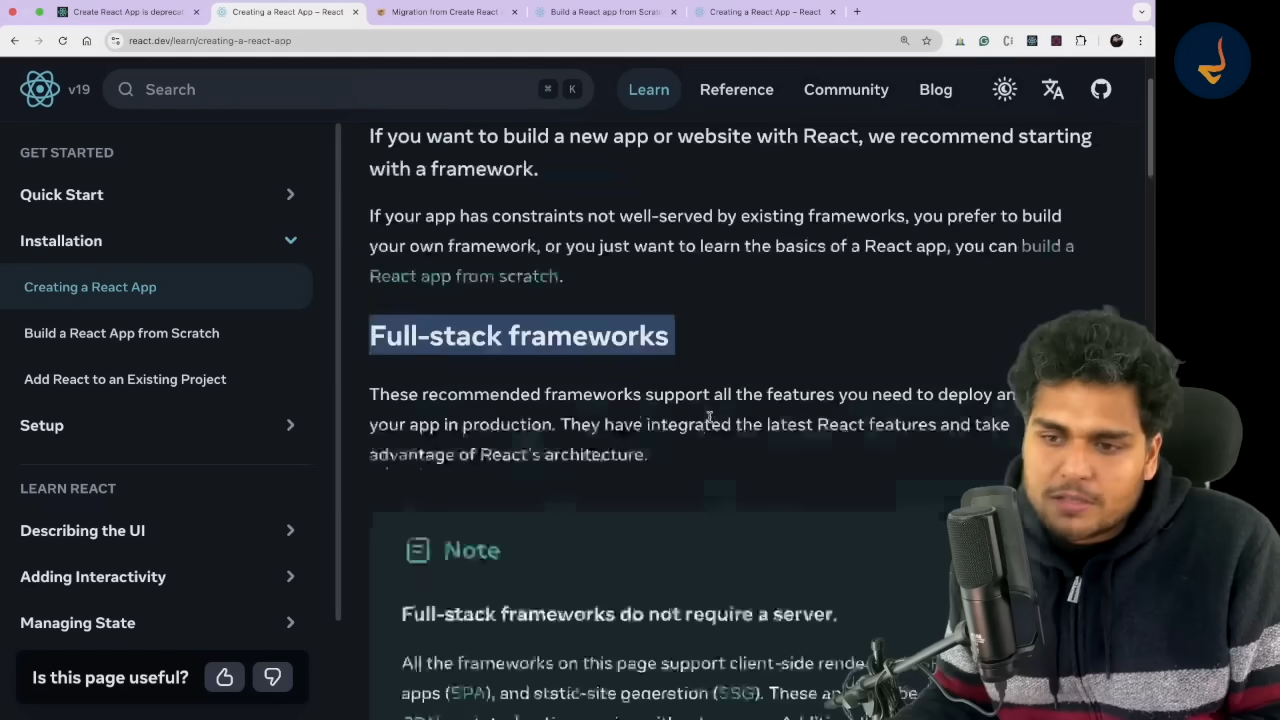 Create React App is deprecat
Creating a React App – React
Migration from Create React
Build a React app from Scrat
Creating a React App – React
react.dev/learn/creating-a-react-app
v19
Search
⌘ K
Learn
Reference
Community
Blog
GET STARTED
Quick Start
Installation
Creating a React App
Build a React App from Scratch
Add React to an Existing Project
Setup
LEARN REACT
Describing the UI
Adding Interactivity
Managing State
Is this page useful?
If you want to build a new app or website with React, we recommend starting
with a framework.
If your app has constraints not well-served by existing frameworks, you prefer to build
your own framework, or you just want to learn the basics of a React app, you can build a
React app from scratch.
Full-stack frameworks
These recommended frameworks support all the features you need to deploy an
your app in production. They have integrated the latest React features and take
advantage of React's architecture.
Note
Full-stack frameworks do not require a server.
All the frameworks on this page support client-side rende
apps (SPA), and static-site generation (SSG). These ap be